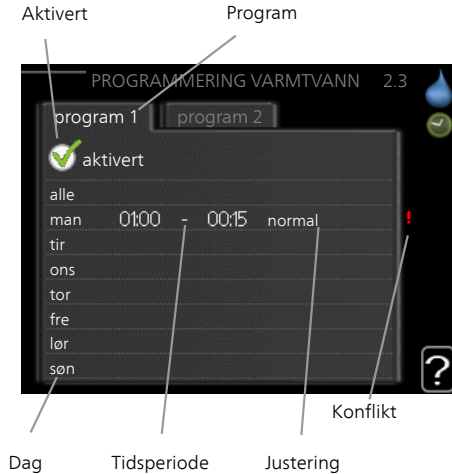 Aktivert Program
PROGRAMMERING VARMTVANN 2.3
program 1 program 2
aktivert
alle
man 01:00 - 00:15 normal !
tir
ons
tor
fre
lør
søn
?
Konflikt
Dag Tidsperiode Justering